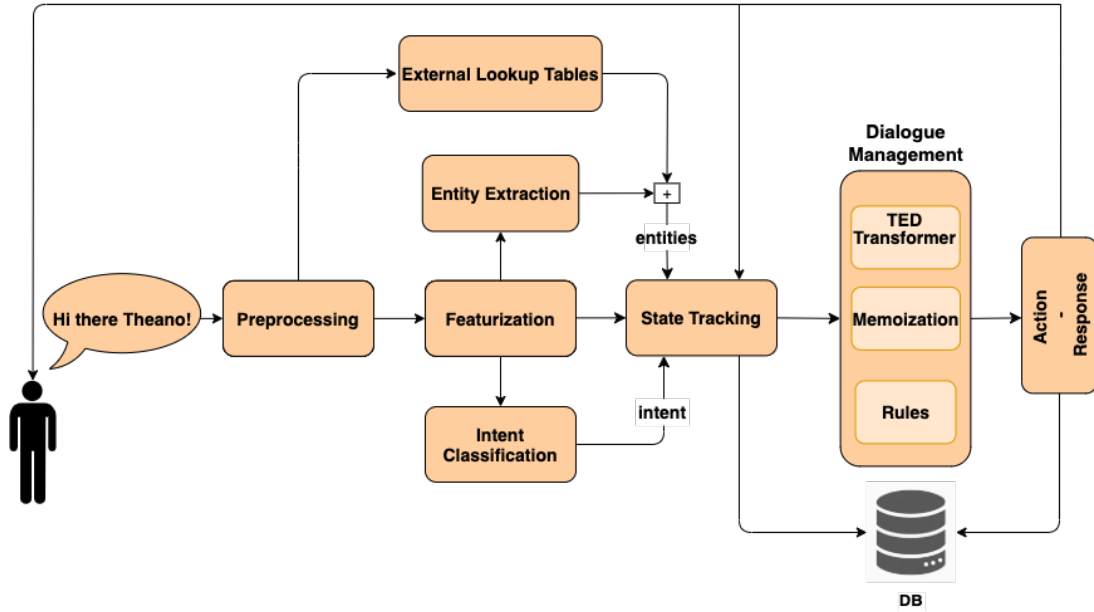 External Lookup Tables
Dialogue
Management
Entity Extraction
+
entities
TED
Transformer
Hi there Theano!
Preprocessing
Featurization
State Tracking
Memoization
Action
-
Response
intent
Intent
Classification
Rules
DB